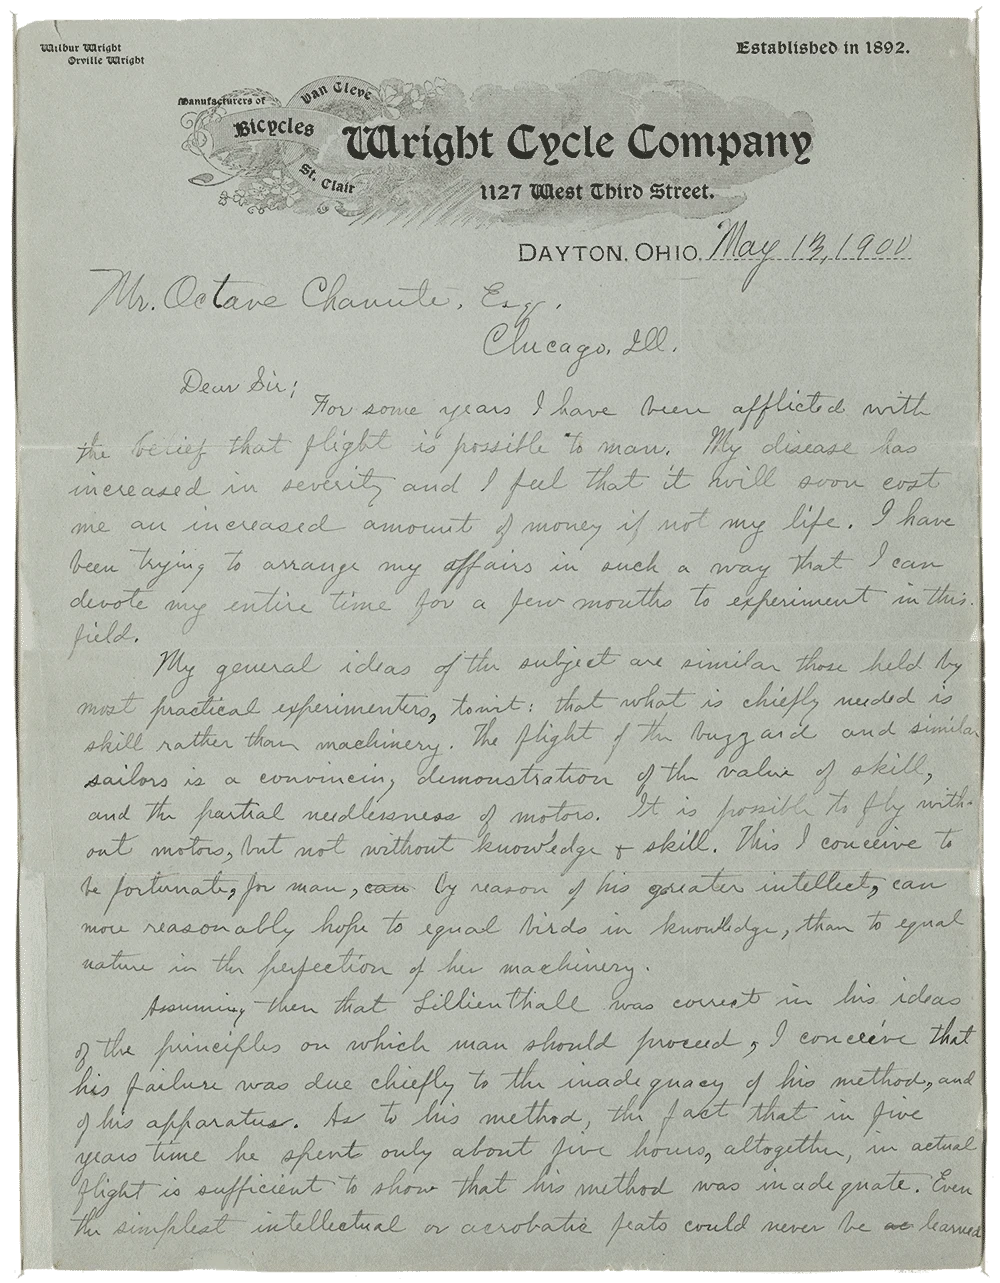 Wilbur Wright
Orville Wright
Established in 1892.
Manufacturers of
Van Cleve
Bicycles
St. Clair
Wright Cycle Company
1127 West Third Street.
DAYTON, OHIO, May 13, 1900
Mr. Octave Chanute, Esq.
Chicago, Ill.
Dear Sir;
For some years I have been afflicted with
the belief that flight is possible to man. My disease has
increased in severity and I feel that it will soon cost
me an increased amount of money if not my life. I have
been trying to arrange my affairs in such a way that I can
devote my entire time for a few months to experiment in this
field.
My general ideas of the subject are similar those held by
most practical experimenters, to wit: that what is chiefly needed is
skill rather than machinery. The flight of the buzzard and similar
sailors is a convincing demonstration of the value of skill,
and the partial needlessness of motors. It is possible to fly with-
out motors, but not without knowledge & skill. This I conceive to
be fortunate, for man, can by reason of his greater intellect, can
more reasonably hope to equal birds in knowledge, than to equal
nature in the perfection of her machinery.
Assuming then that Lillienthall was correct in his ideas
of the principles on which man should proceed, I conceive that
his failure was due chiefly to the inadequacy of his method, and
of his apparatus. As to his method, the fact that in five
years time he spent only about five hours, altogether, in actual
flight is sufficient to show that his method was inadequate. Even
the simplest intellectual or acrobatic feats could never be learned